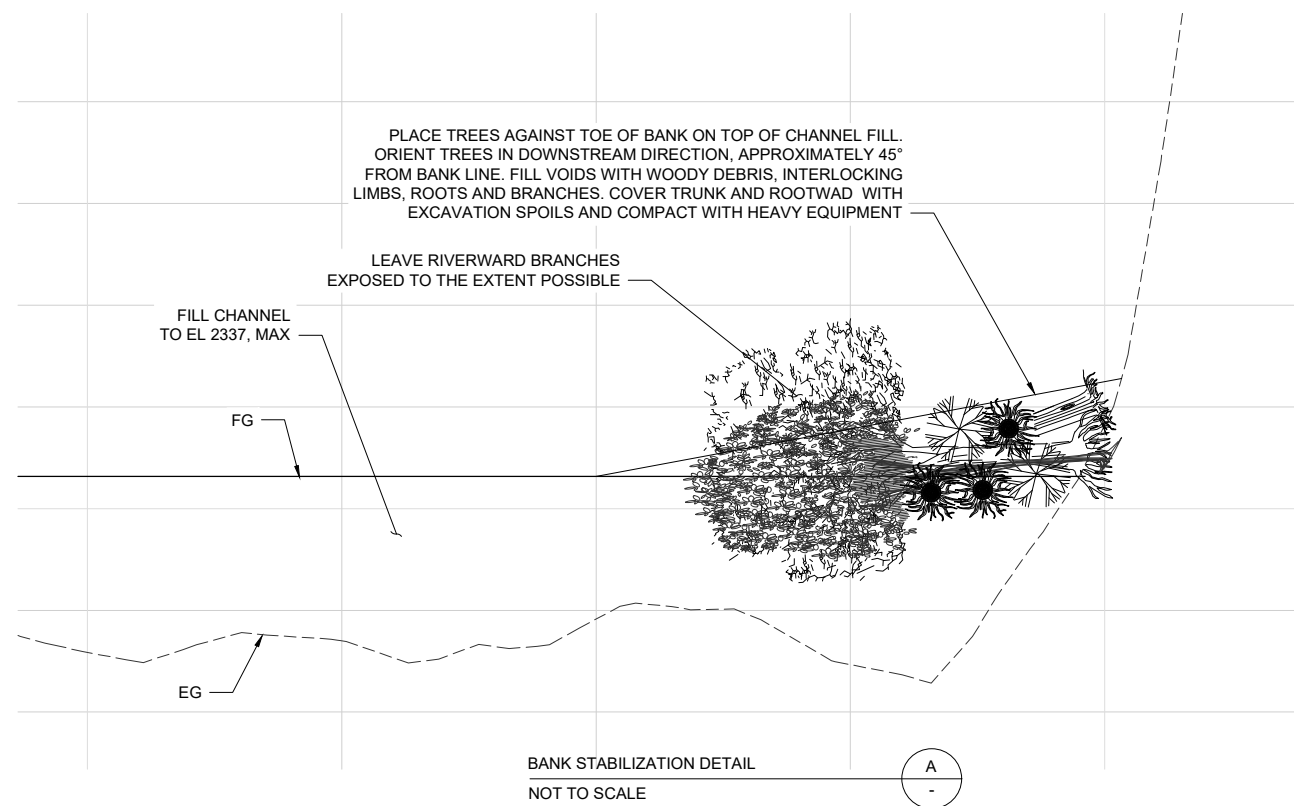 PLACE TREES AGAINST TOE OF BANK ON TOP OF CHANNEL FILL.
ORIENT TREES IN DOWNSTREAM DIRECTION, APPROXIMATELY 45°
FROM BANK LINE. FILL VOIDS WITH WOODY DEBRIS, INTERLOCKING
LIMBS, ROOTS AND BRANCHES. COVER TRUNK AND ROOTWAD WITH
EXCAVATION SPOILS AND COMPACT WITH HEAVY EQUIPMENT
LEAVE RIVERWARD BRANCHES
EXPOSED TO THE EXTENT POSSIBLE
FILL CHANNEL
TO EL 2337, MAX
FG
EG
BANK STABILIZATION DETAIL
NOT TO SCALE
A
-